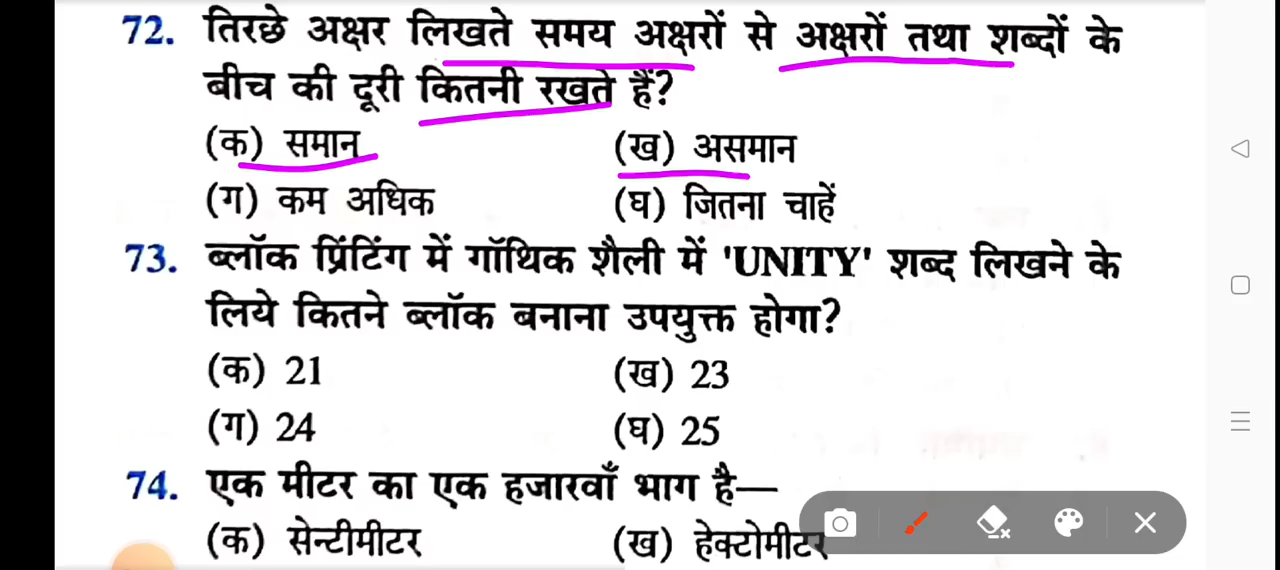 72. तिरछे अक्षर लिखते समय अक्षरों से अक्षरों तथा शब्दों के
बीच की दूरी कितनी रखते हैं?
(क) समान (ख) असमान
(ग) कम अधिक (घ) जितना चाहें
73. ब्लॉक प्रिंटिंग में गॉथिक शैली में 'UNITY' शब्द लिखने के
लिये कितने ब्लॉक बनाना उपयुक्त होगा?
(क) 21 (ख) 23
(ग) 24 (घ) 25
74. एक मीटर का एक हजारवाँ भाग है—
(क) सेन्टीमीटर (ख) हेक्टोमीटर